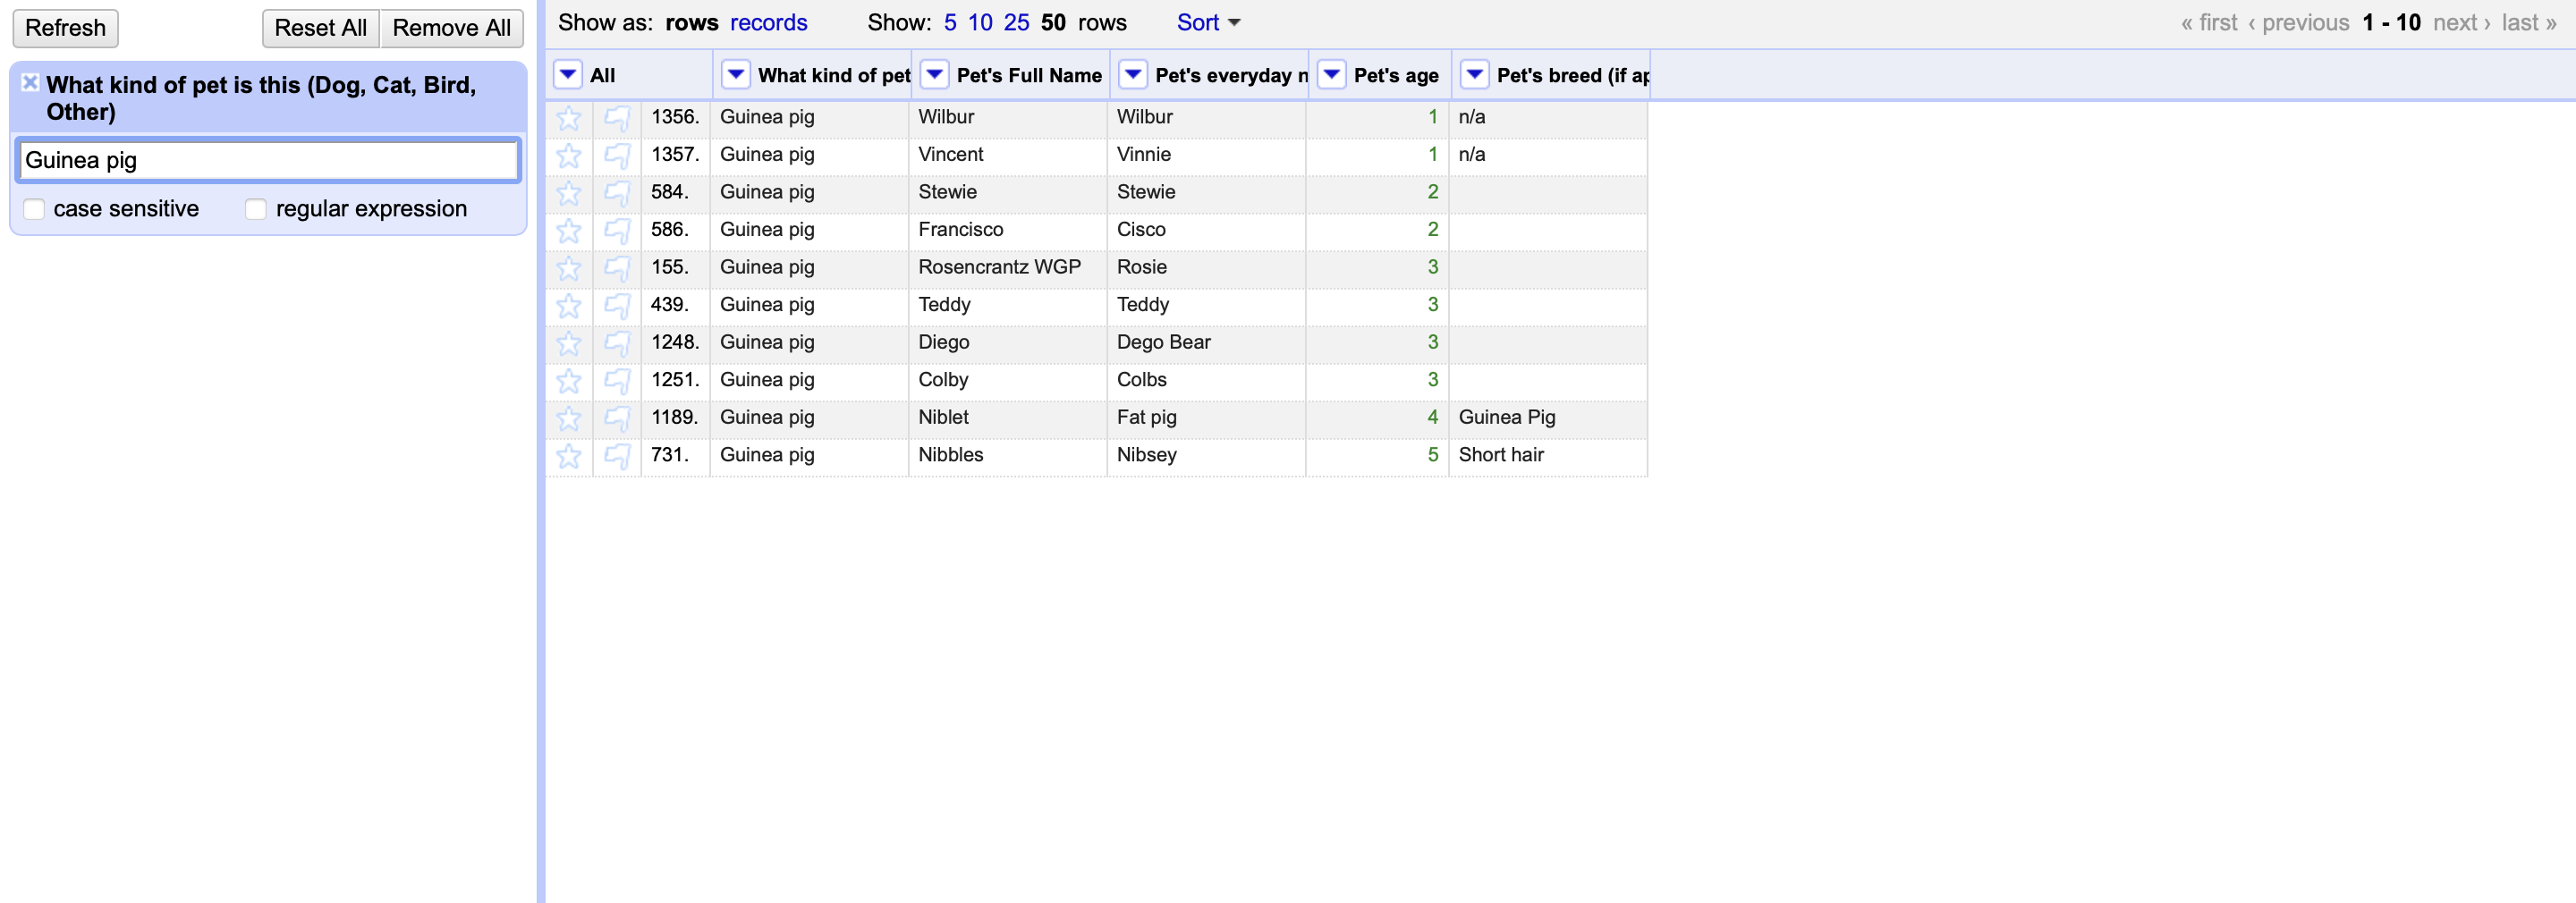 Refresh Reset All Remove All
What kind of pet is this (Dog, Cat, Bird,
Other)
Guinea pig
case sensitive regular expression
Show as: rows records Show: 5 10 25 50 rows Sort « first ‹ previous 1 - 10 next › last »
All What kind of pet Pet's Full Name Pet's everyday n Pet's age Pet's breed (if ap
1356. Guinea pig Wilbur Wilbur 1 n/a
1357. Guinea pig Vincent Vinnie 1 n/a
584. Guinea pig Stewie Stewie 2
586. Guinea pig Francisco Cisco 2
155. Guinea pig Rosencrantz WGP Rosie 3
439. Guinea pig Teddy Teddy 3
1248. Guinea pig Diego Dego Bear 3
1251. Guinea pig Colby Colbs 3
1189. Guinea pig Niblet Fat pig 4 Guinea Pig
731. Guinea pig Nibbles Nibsey 5 Short hair